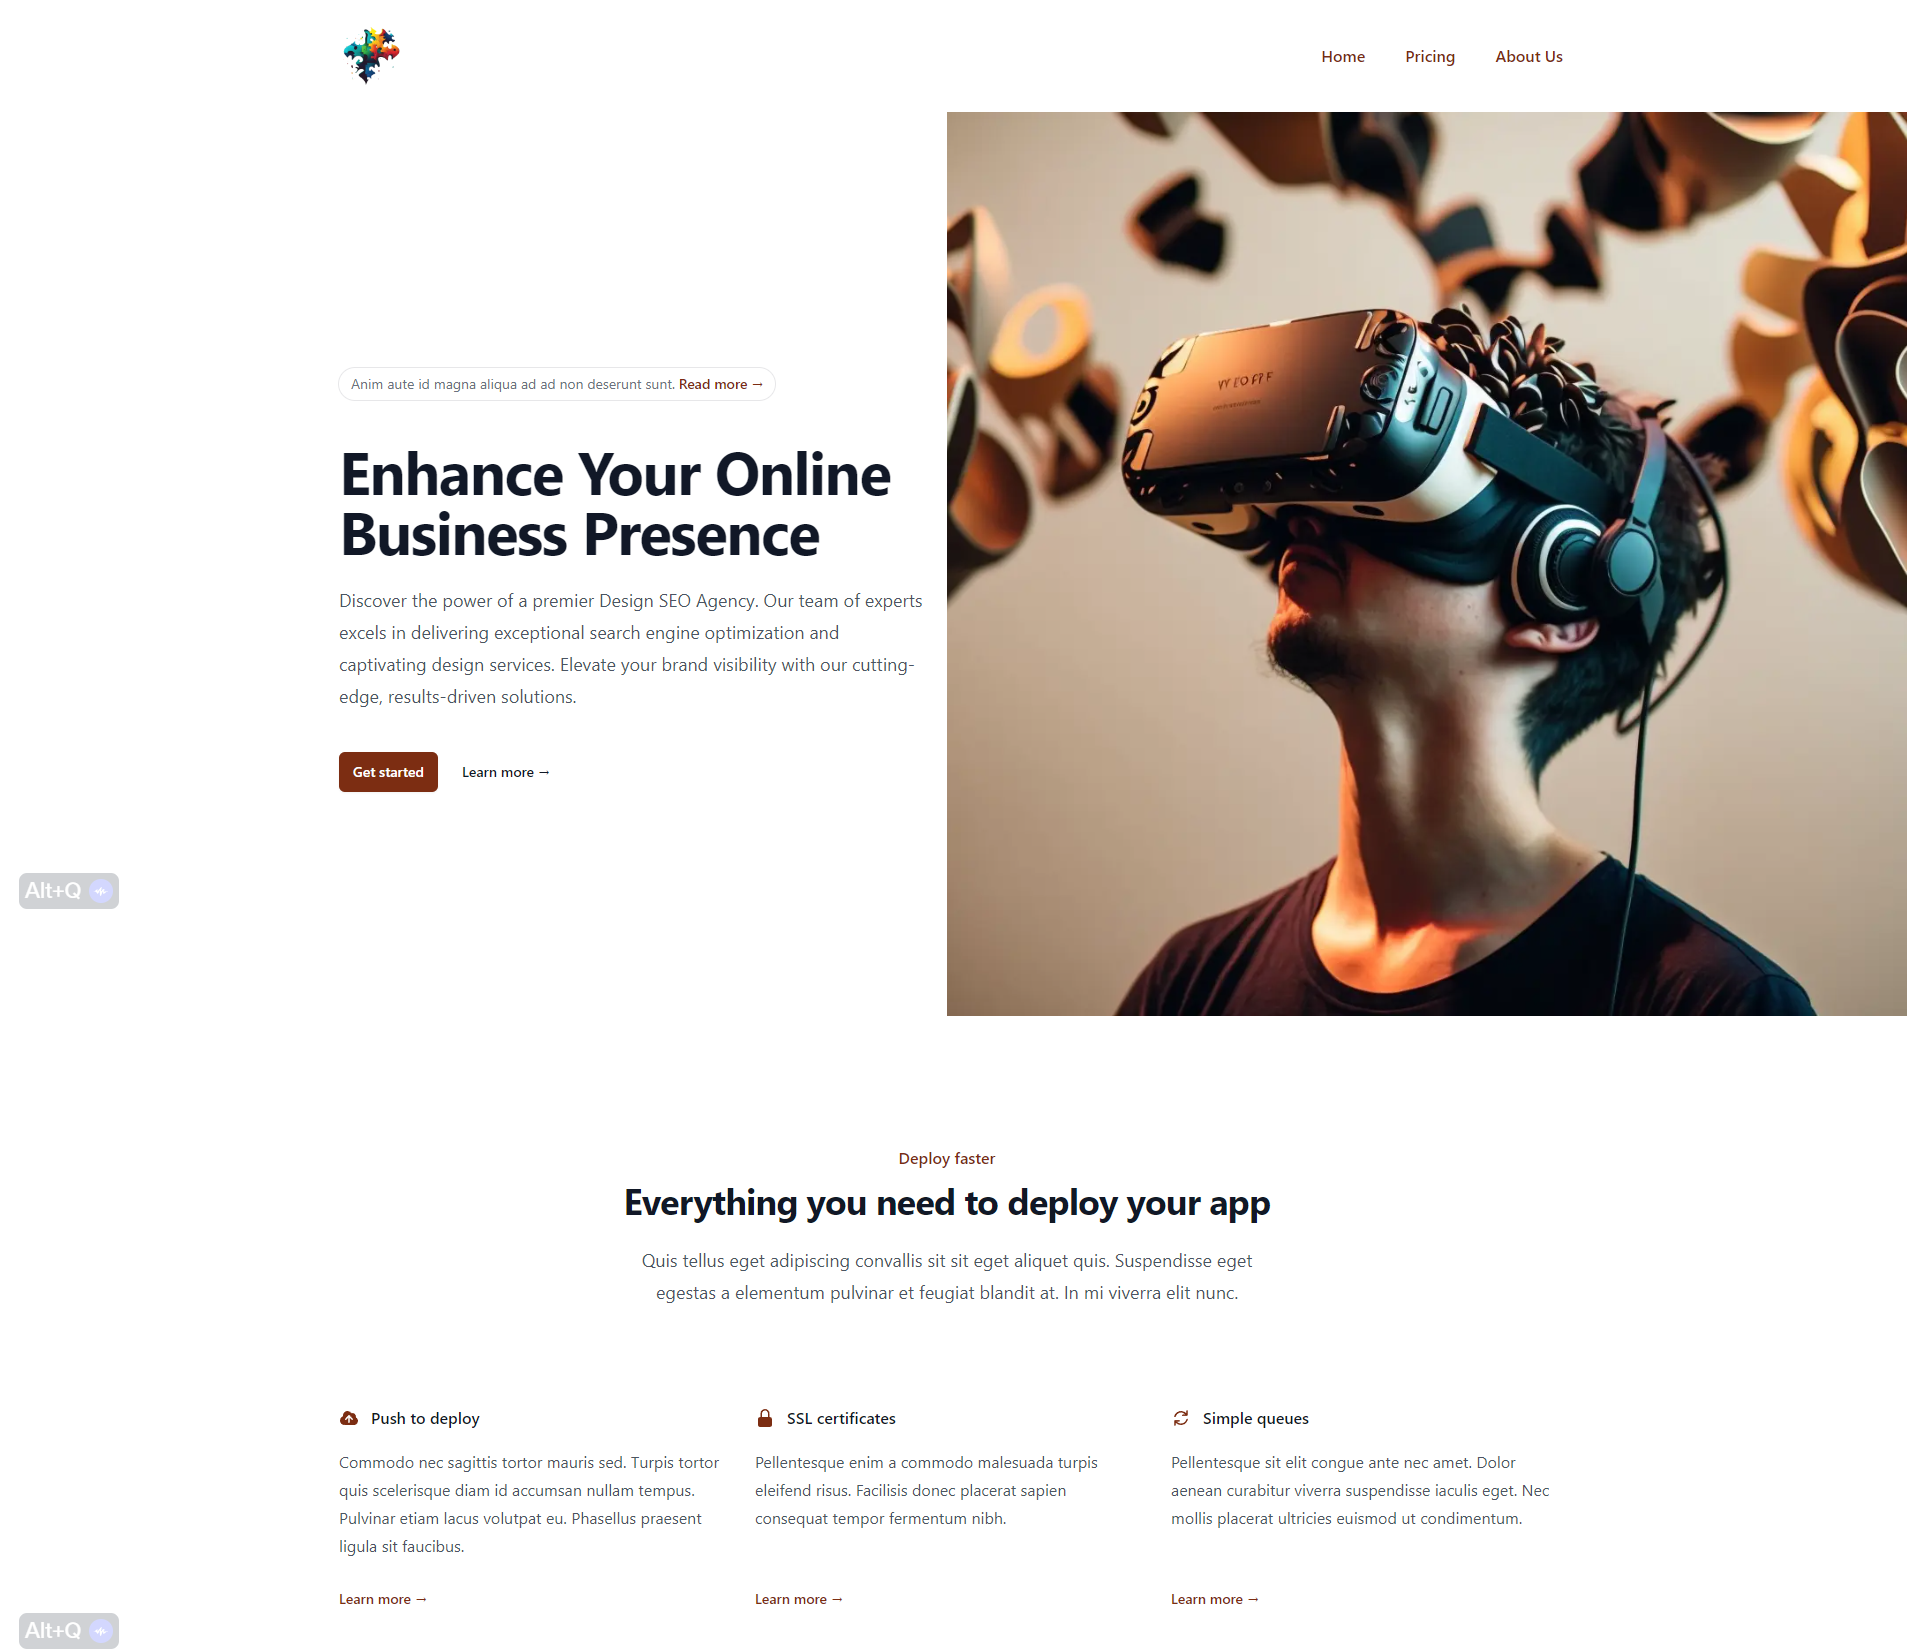 Home Pricing About Us
Anim aute id magna aliqua ad ad non deserunt sunt. Read more →
Enhance Your Online
Business Presence
Discover the power of a premier Design SEO Agency. Our team of experts
excels in delivering exceptional search engine optimization and
captivating design services. Elevate your brand visibility with our cutting-
edge, results-driven solutions.
Get started Learn more →
Alt+Q
Deploy faster
Everything you need to deploy your app
Quis tellus eget adipiscing convallis sit sit eget aliquet quis. Suspendisse eget
egestas a elementum pulvinar et feugiat blandit at. In mi viverra elit nunc.
Push to deploy
Commodo nec sagittis tortor mauris sed. Turpis tortor
quis scelerisque diam id accumsan nullam tempus.
Pulvinar etiam lacus volutpat eu. Phasellus praesent
ligula sit faucibus.
Learn more →
SSL certificates
Pellentesque enim a commodo malesuada turpis
eleifend risus. Facilisis donec placerat sapien
consequat tempor fermentum nibh.
Learn more →
Simple queues
Pellentesque sit elit congue ante nec amet. Dolor
aenean curabitur viverra suspendisse iaculis eget. Nec
mollis placerat ultricies euismod ut condimentum.
Learn more →
Alt+Q